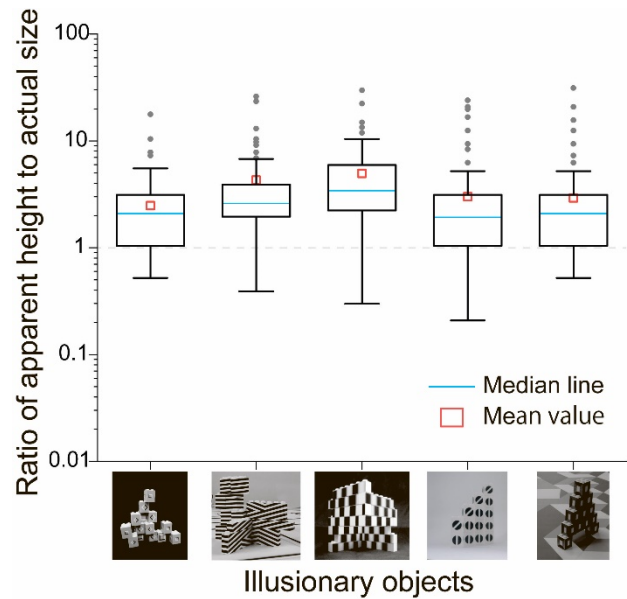 Ratio of apparent height to actual size
100
10
1
0.1
0.01
Median line
Mean value
Illusionary objects